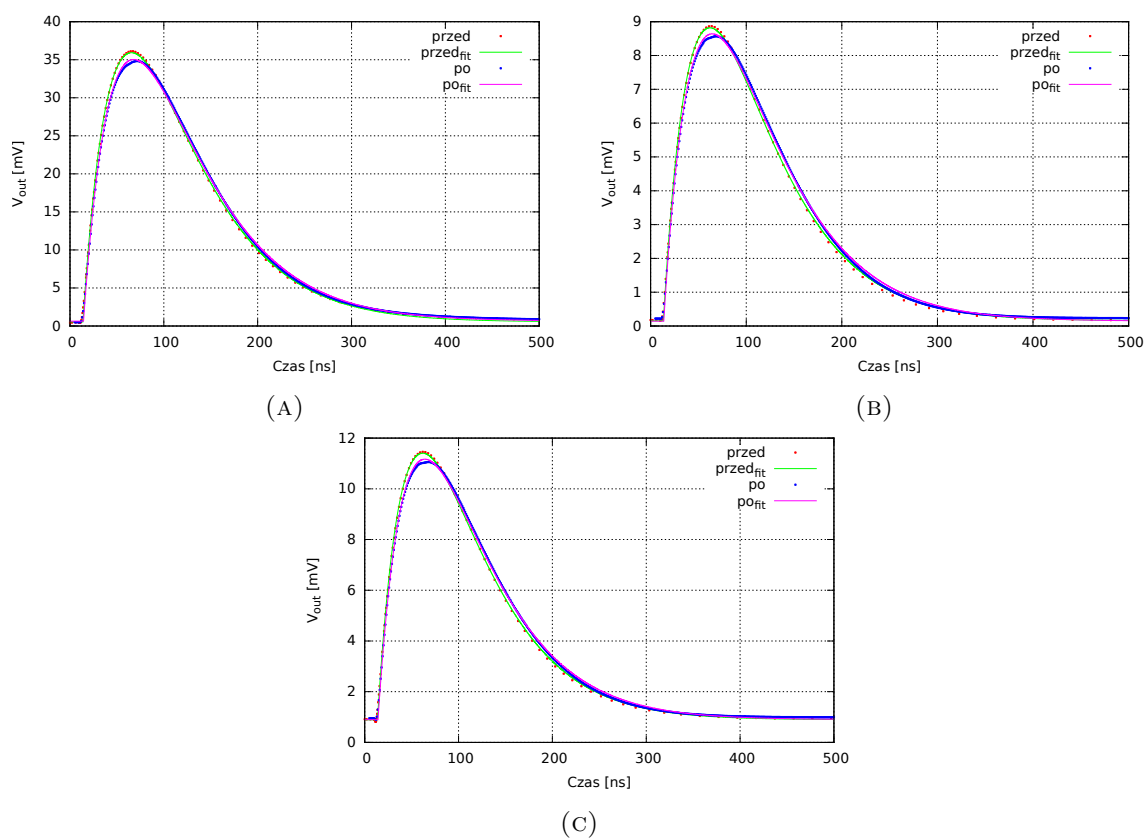 40
35
30
25
20
15
10
5
0
V_out [mV]
0 100 200 300 400 500
Czas [ns]
przed
przed_fit
po
po_fit
(A)
9
8
7
6
5
4
3
2
1
0
V_out [mV]
0 100 200 300 400 500
Czas [ns]
przed
przed_fit
po
po_fit
(B)
12
10
8
6
4
2
0
V_out [mV]
0 100 200 300 400 500
Czas [ns]
przed
przed_fit
po
po_fit
(C)